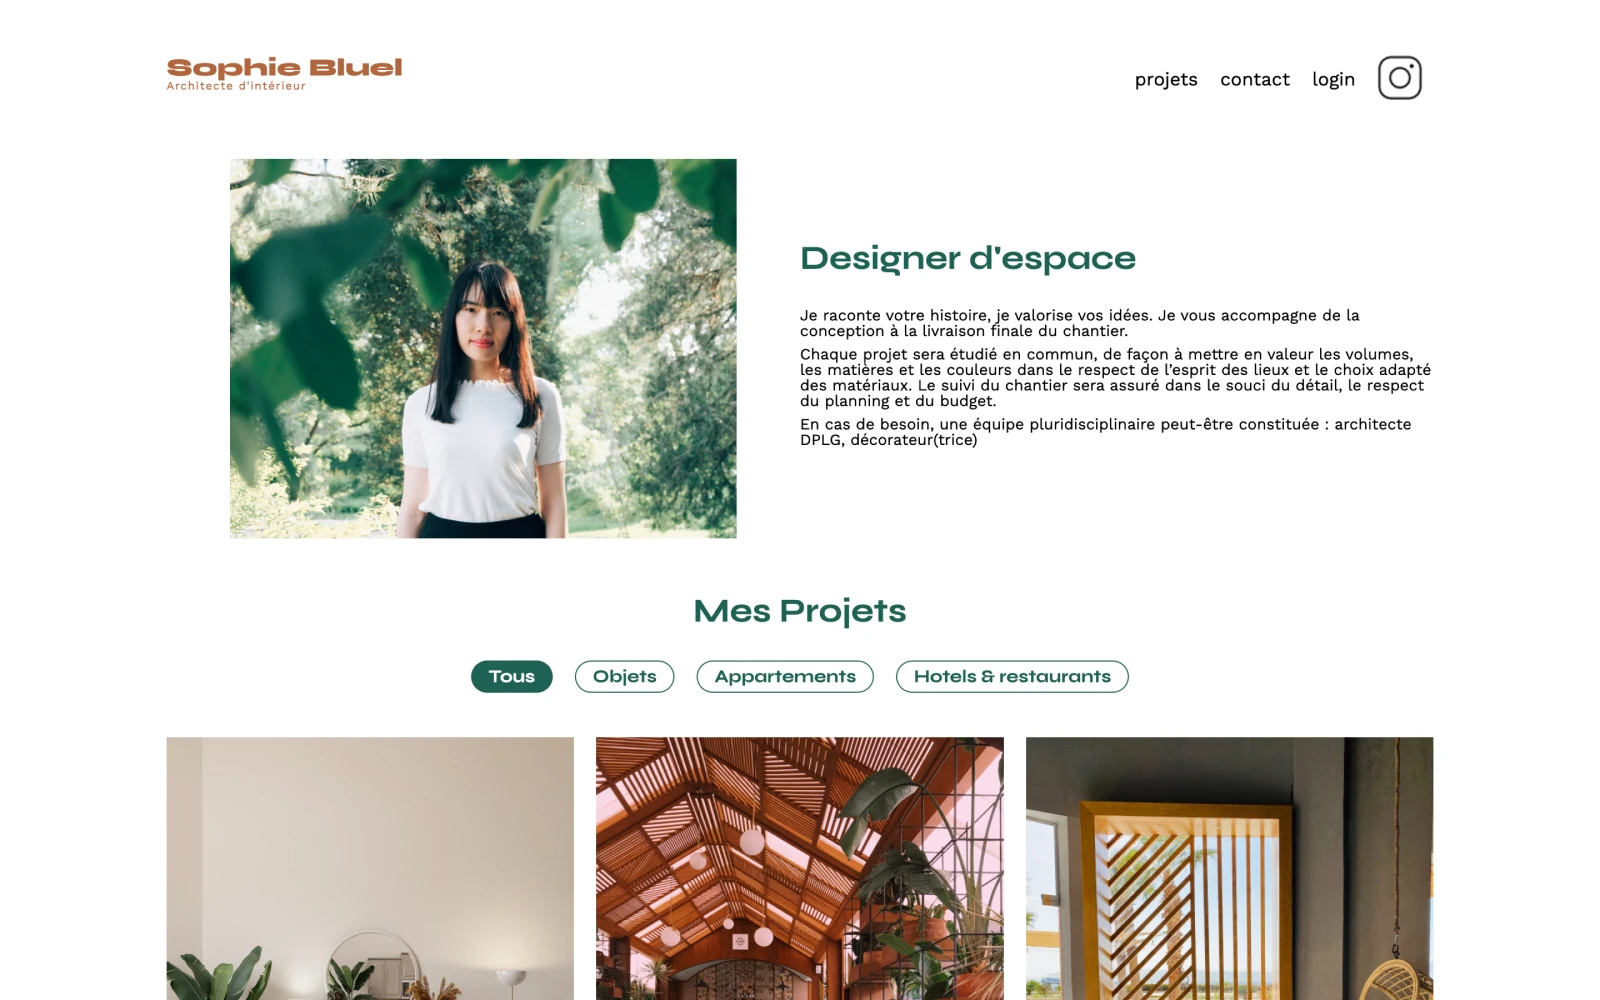 Sophie Bluel
Architecte d'intérieur
projets
contact
login
Designer d'espace
Je raconte votre histoire, je valorise vos idées. Je vous accompagne de la
conception à la livraison finale du chantier.
Chaque projet sera étudié en commun, de façon à mettre en valeur les volumes,
les matières et les couleurs dans le respect de l’esprit des lieux et le choix adapté
des matériaux. Le suivi du chantier sera assuré dans le souci du détail, le respect
du planning et du budget.
En cas de besoin, une équipe pluridisciplinaire peut-être constituée : architecte
DPLG, décorateur(trice)
Mes Projets
Tous
Objets
Appartements
Hotels & restaurants